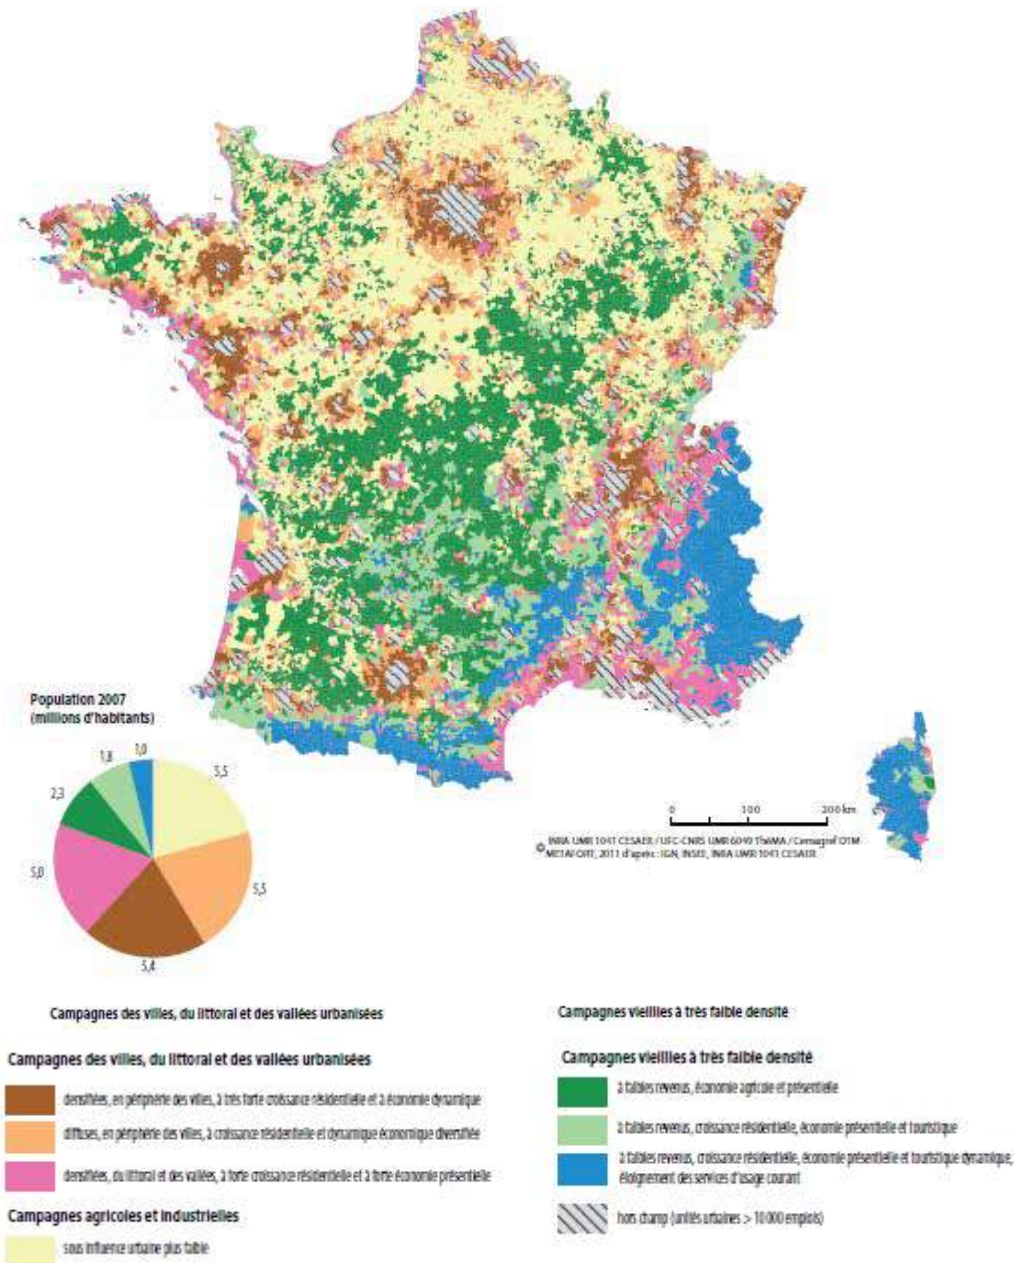 Population 2007
(millions d'habitants)
1,8
1,0
5,5
2,3
5,0
5,5
5,4
0
100
200 km
© INRA UMR 1041 CESAER / UFC-CNRS UMR 6049 ThéMA / Cemagref DTM
METAFORT, 2011 d'après : IGN, INSEE, INRA UMR 1041 CESAER
Campagnes des villes, du littoral et des vallées urbanisées
Campagnes des villes, du littoral et des vallées urbanisées
densifiées, en périphérie des villes, à très forte croissance résidentielle et à économie dynamique
diffuses, en périphérie des villes, à croissance résidentielle et dynamique économique diversifiée
densifiées, du littoral et des vallées, à forte croissance résidentielle et à forte économie présentielle
Campagnes agricoles et industrielles
sous influence urbaine plus faible
Campagnes vieillies à très faible densité
Campagnes vieillies à très faible densité
à faibles revenus, économie agricole et présentielle
à faibles revenus, croissance résidentielle, économie présentielle et touristique
à faibles revenus, croissance résidentielle, économie présentielle et touristique dynamique,
éloignement des services d'usage courant
hors champ (unités urbaines > 10 000 emplois)